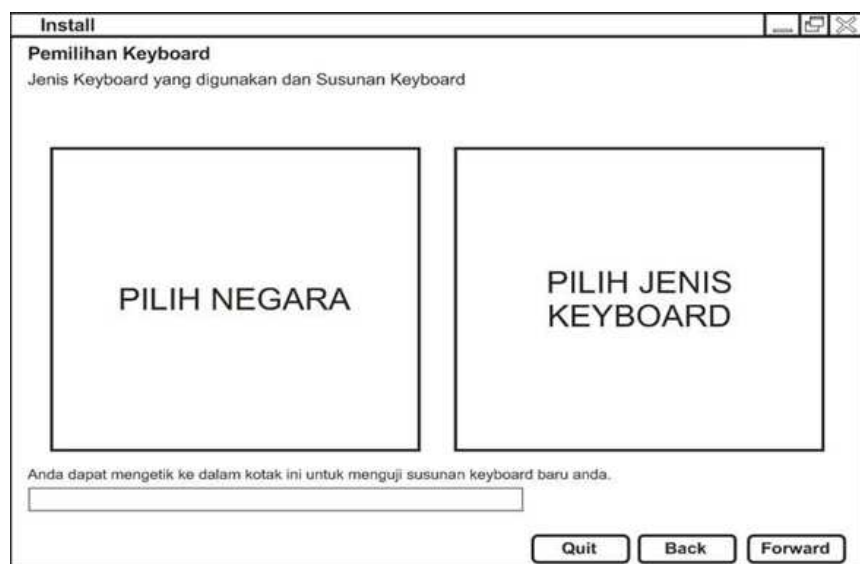 Install
Pemilihan Keyboard
Jenis Keyboard yang digunakan dan Susunan Keyboard
PILIH NEGARA
PILIH JENIS
KEYBOARD
Anda dapat mengetik ke dalam kotak ini untuk menguji susunan keyboard baru anda.
Quit
Back
Forward